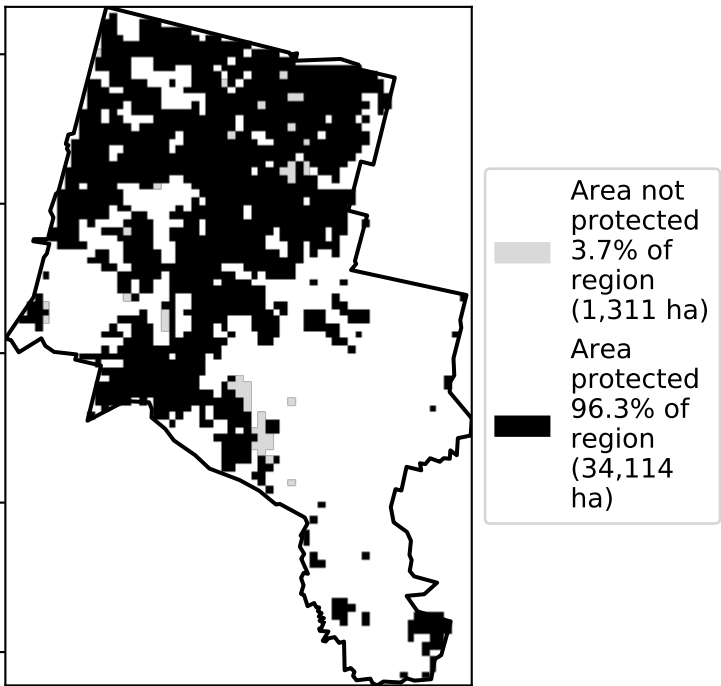 Area not
protected
3.7% of
region
(1,311 ha)
Area
protected
96.3% of
region
(34,114
ha)